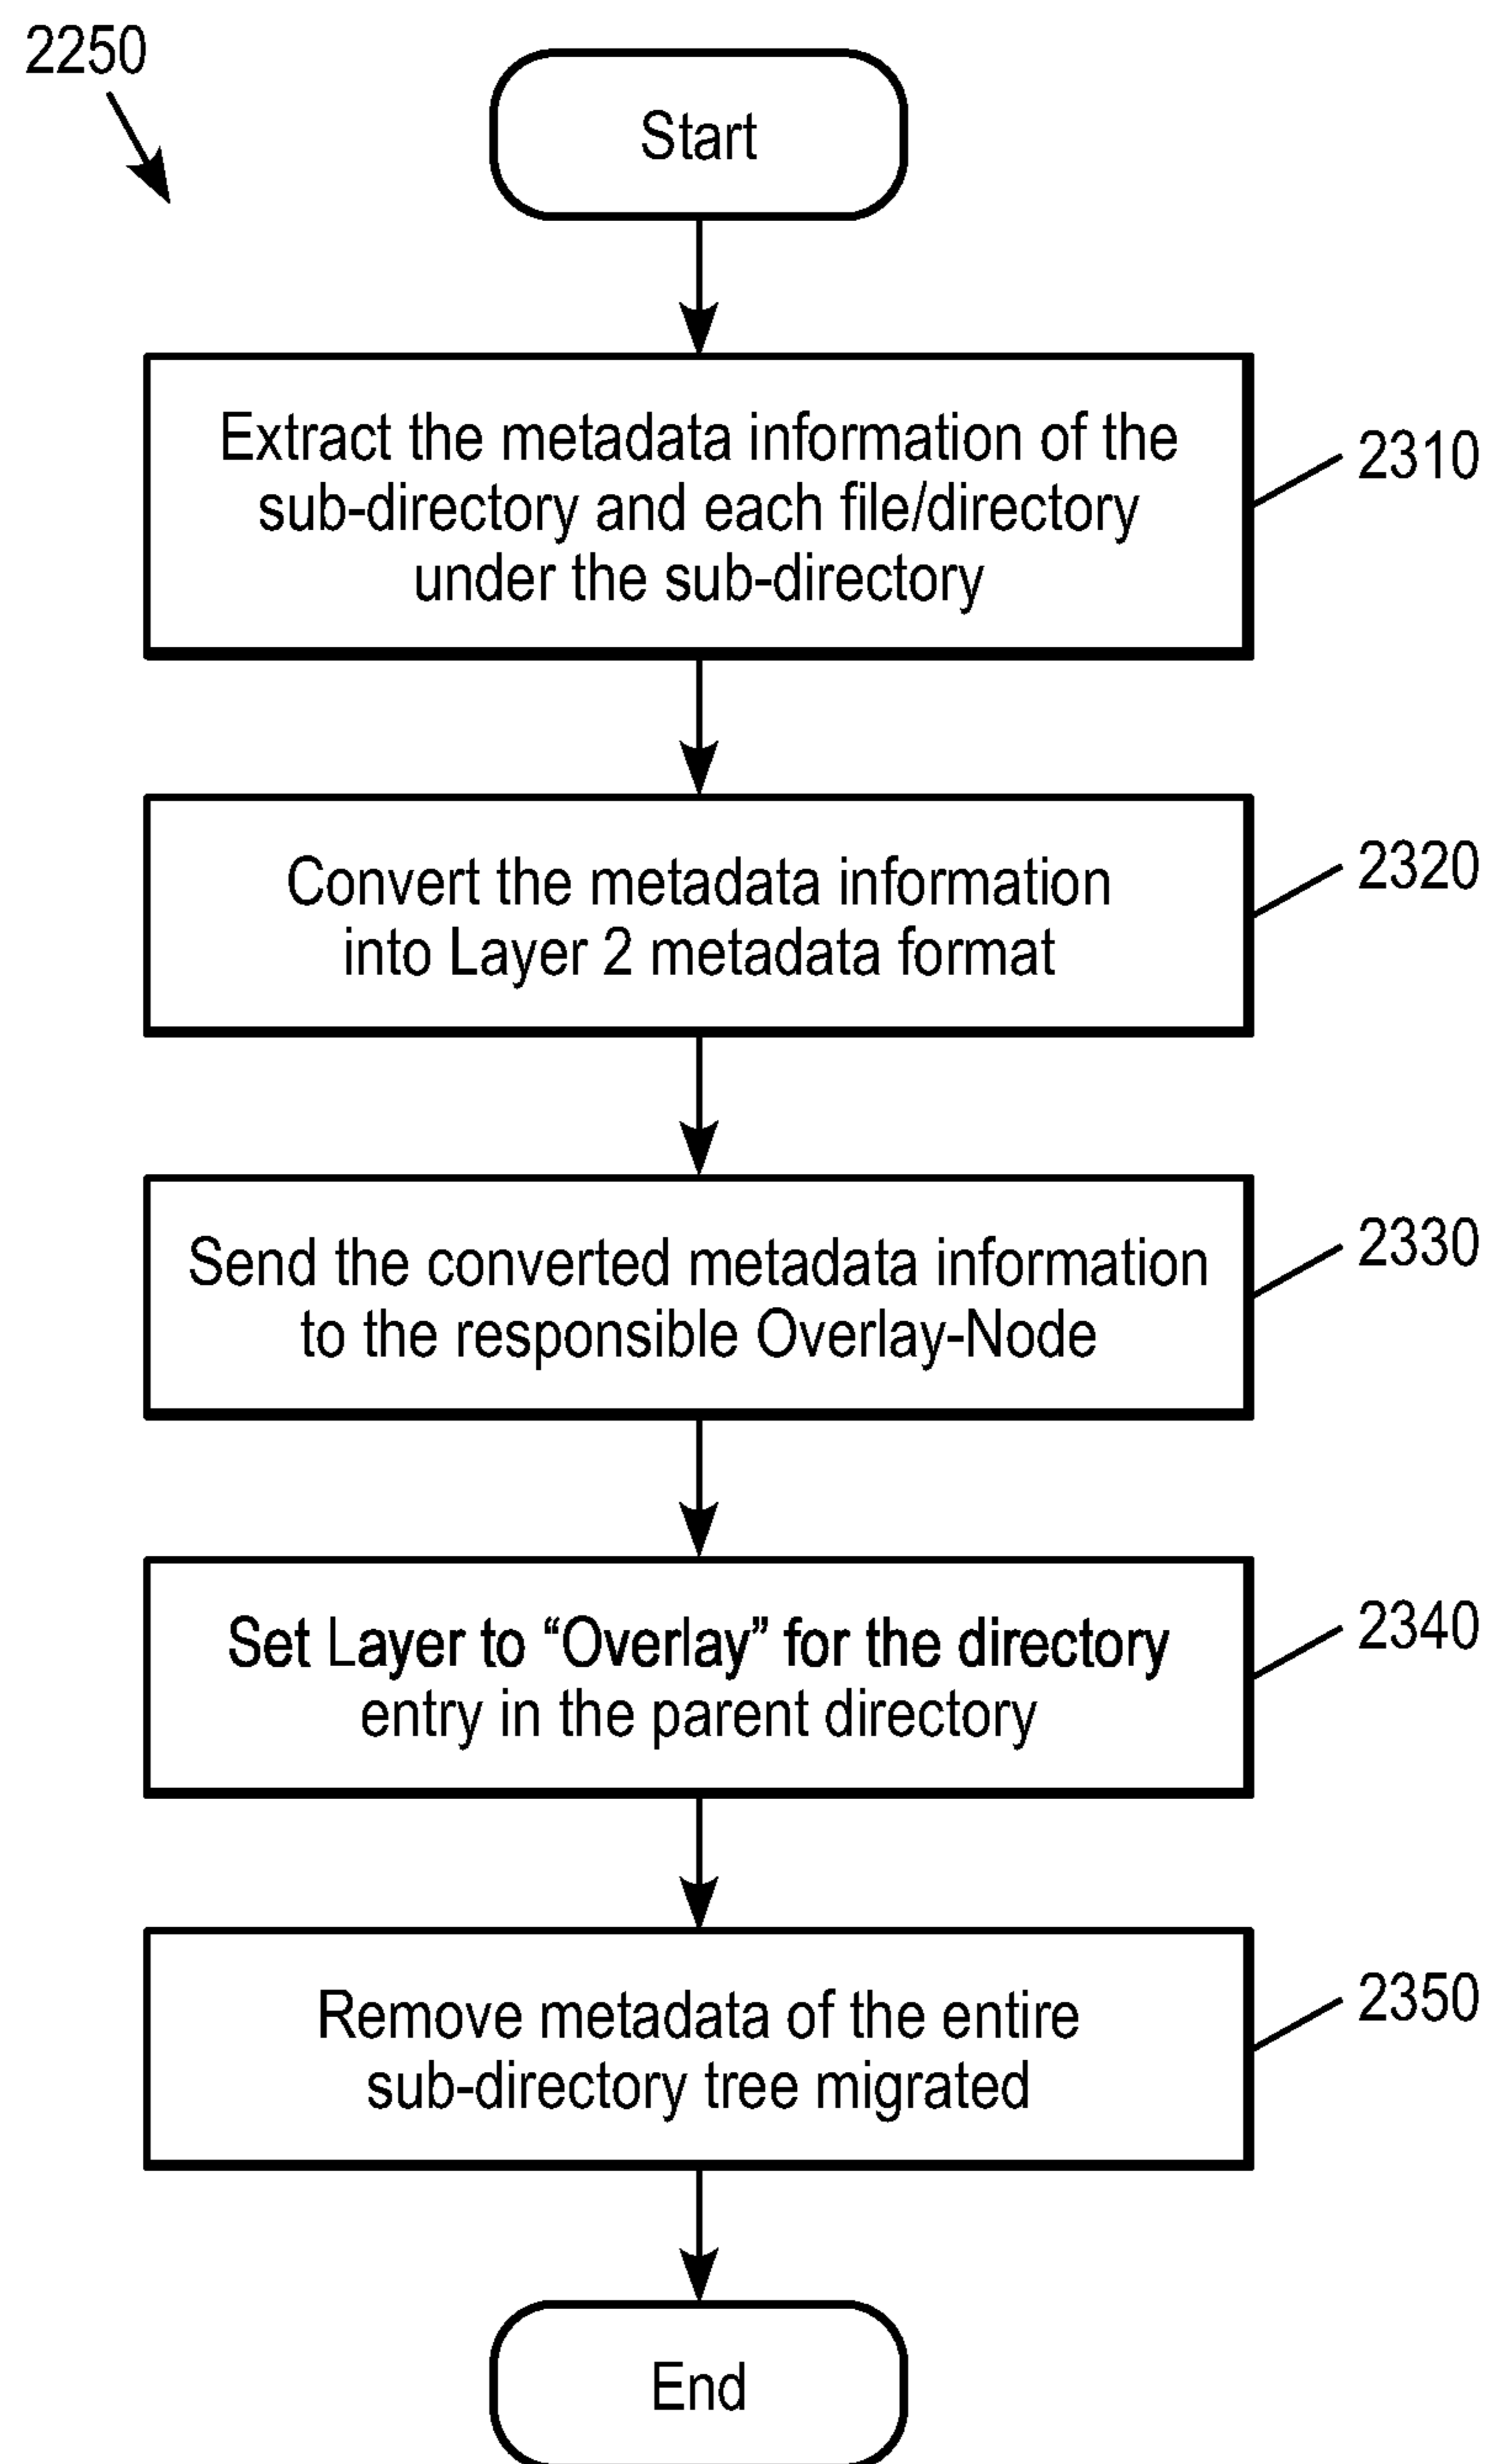 2250
Start
Extract the metadata information of the
sub-directory and each file/directory
under the sub-directory
2310
Convert the metadata information
into Layer 2 metadata format
2320
Send the converted metadata information
to the responsible Overlay-Node
2330
Set Layer to “Overlay” for the directory
entry in the parent directory
2340
Remove metadata of the entire
sub-directory tree migrated
2350
End